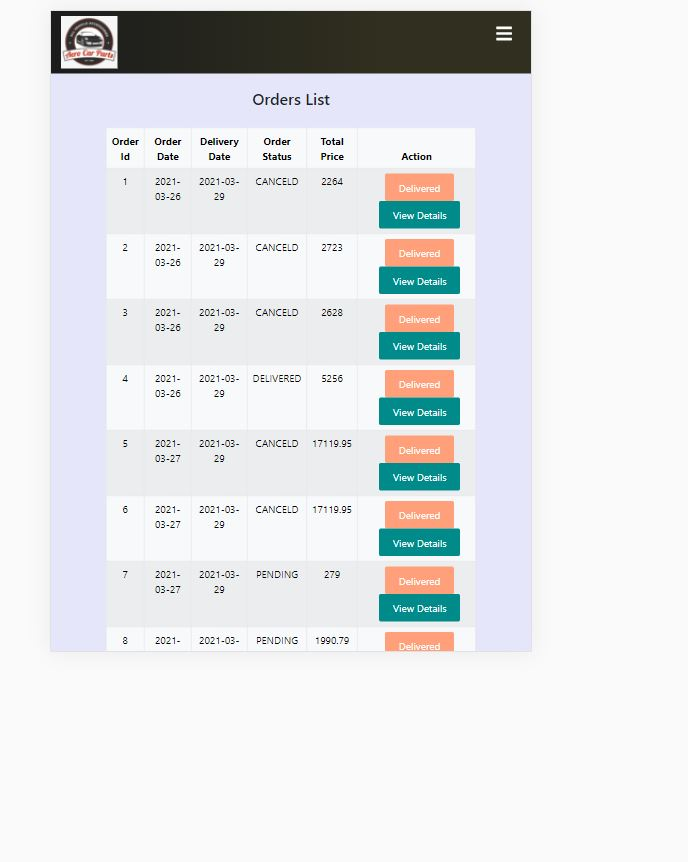 Aero Car Parts
Orders List
Order Id Order Date Delivery Date Order Status Total Price Action
1 2021-03-26 2021-03-29 CANCELD 2264 Delivered
View Details
2 2021-03-26 2021-03-29 CANCELD 2723 Delivered
View Details
3 2021-03-26 2021-03-29 CANCELD 2628 Delivered
View Details
4 2021-03-26 2021-03-29 DELIVERED 5256 Delivered
View Details
5 2021-03-27 2021-03-29 CANCELD 17119.95 Delivered
View Details
6 2021-03-27 2021-03-29 CANCELD 17119.95 Delivered
View Details
7 2021-03-27 2021-03-29 PENDING 279 Delivered
View Details
8 2021- 2021-03- PENDING 1990.79 Delivered